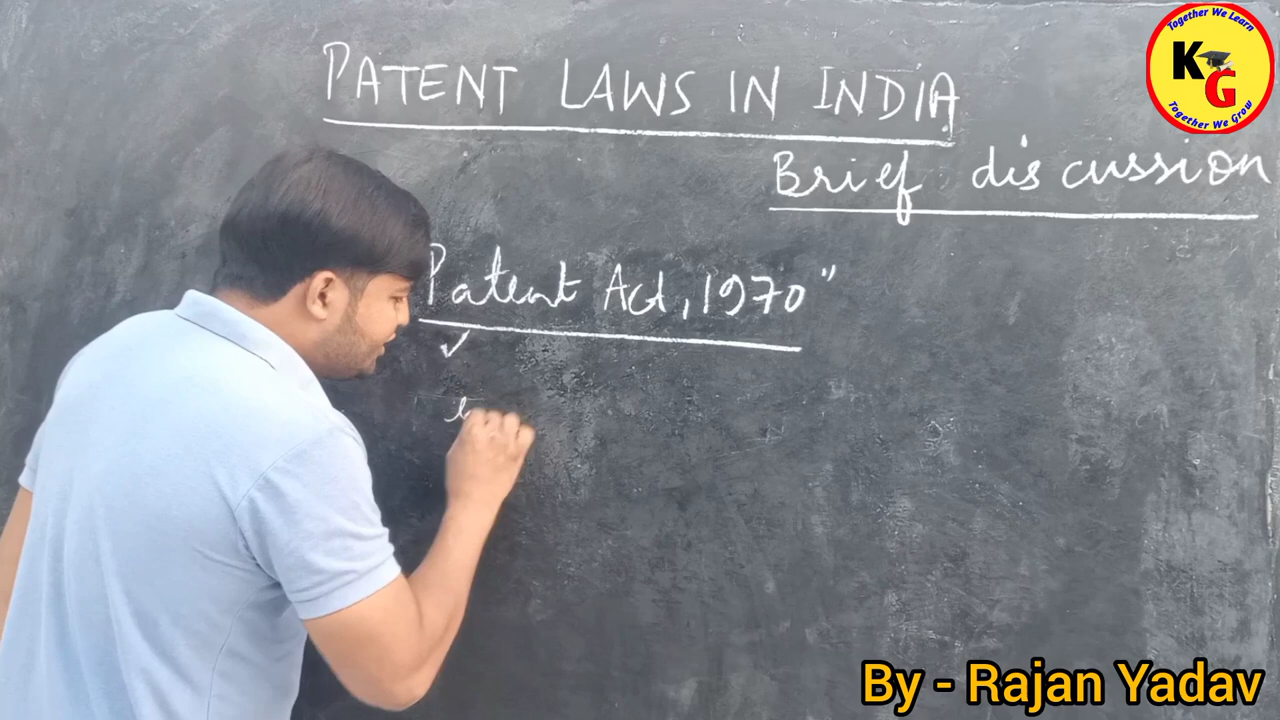 PATENT LAWS IN INDIA
Together We Learn
KG
Together We Grow
Brief discussion
Patent Act, 1970"
By - Rajan Yadav